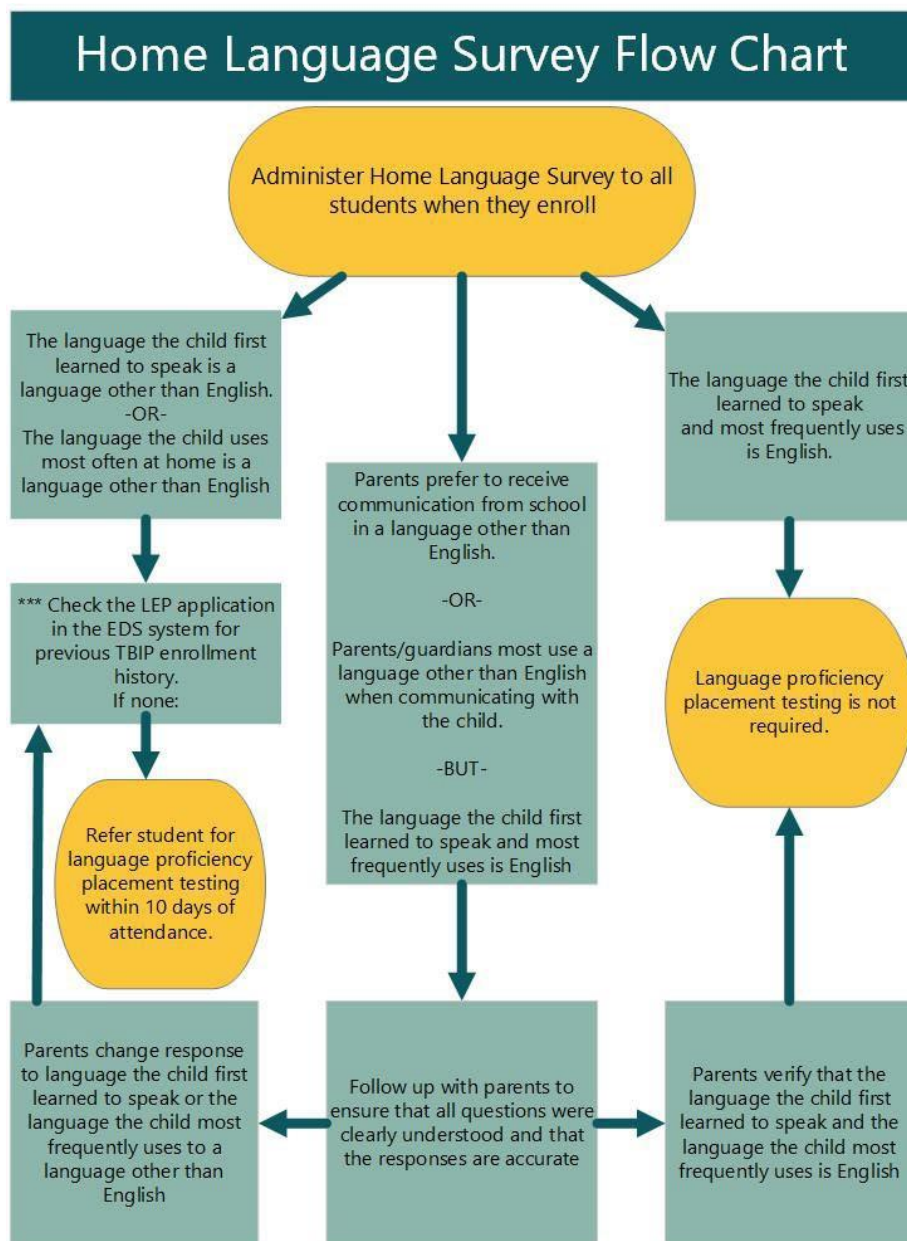 Home Language Survey Flow Chart
Administer Home Language Survey to all
students when they enroll
The language the child first
learned to speak is a
language other than English.
-OR-
The language the child uses
most often at home is a
language other than English
*** Check the LEP application
in the EDS system for
previous TBIP enrollment
history.
If none:
Refer student for
language proficiency
placement testing
within 10 days of
attendance.
Parents prefer to receive
communication from school
in a language other than
English.
-OR-
Parents/guardians most use a
language other than English
when communicating with
the child.
-BUT-
The language the child first
learned to speak and most
frequently uses is English
The language the child first
learned to speak
and most frequently uses
is English.
Language proficiency
placement testing is not
required.
Parents change response
to language the child first
learned to speak or the
language the child most
frequently uses to a
language other than
English
Follow up with parents to
ensure that all questions were
clearly understood and that
the responses are accurate
Parents verify that the
language the child first
learned to speak and the
language the child most
frequently uses is English